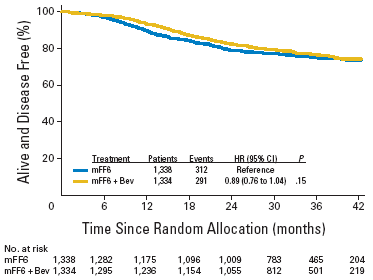 Alive and Disease Free (%)
100
80
60
40
20
Treatment Patients Events HR (95% CI) P
mFF6 1,338 312 Reference
mFF6 + Bev 1,334 291 0.89 (0.76 to 1.04) .15
0 6 12 18 24 30 36 42
Time Since Random Allocation (months)
No. at risk
mFF6 1,338 1,282 1,175 1,096 1,009 783 465 204
mFF6 + Bev 1,334 1,295 1,236 1,154 1,055 812 501 219